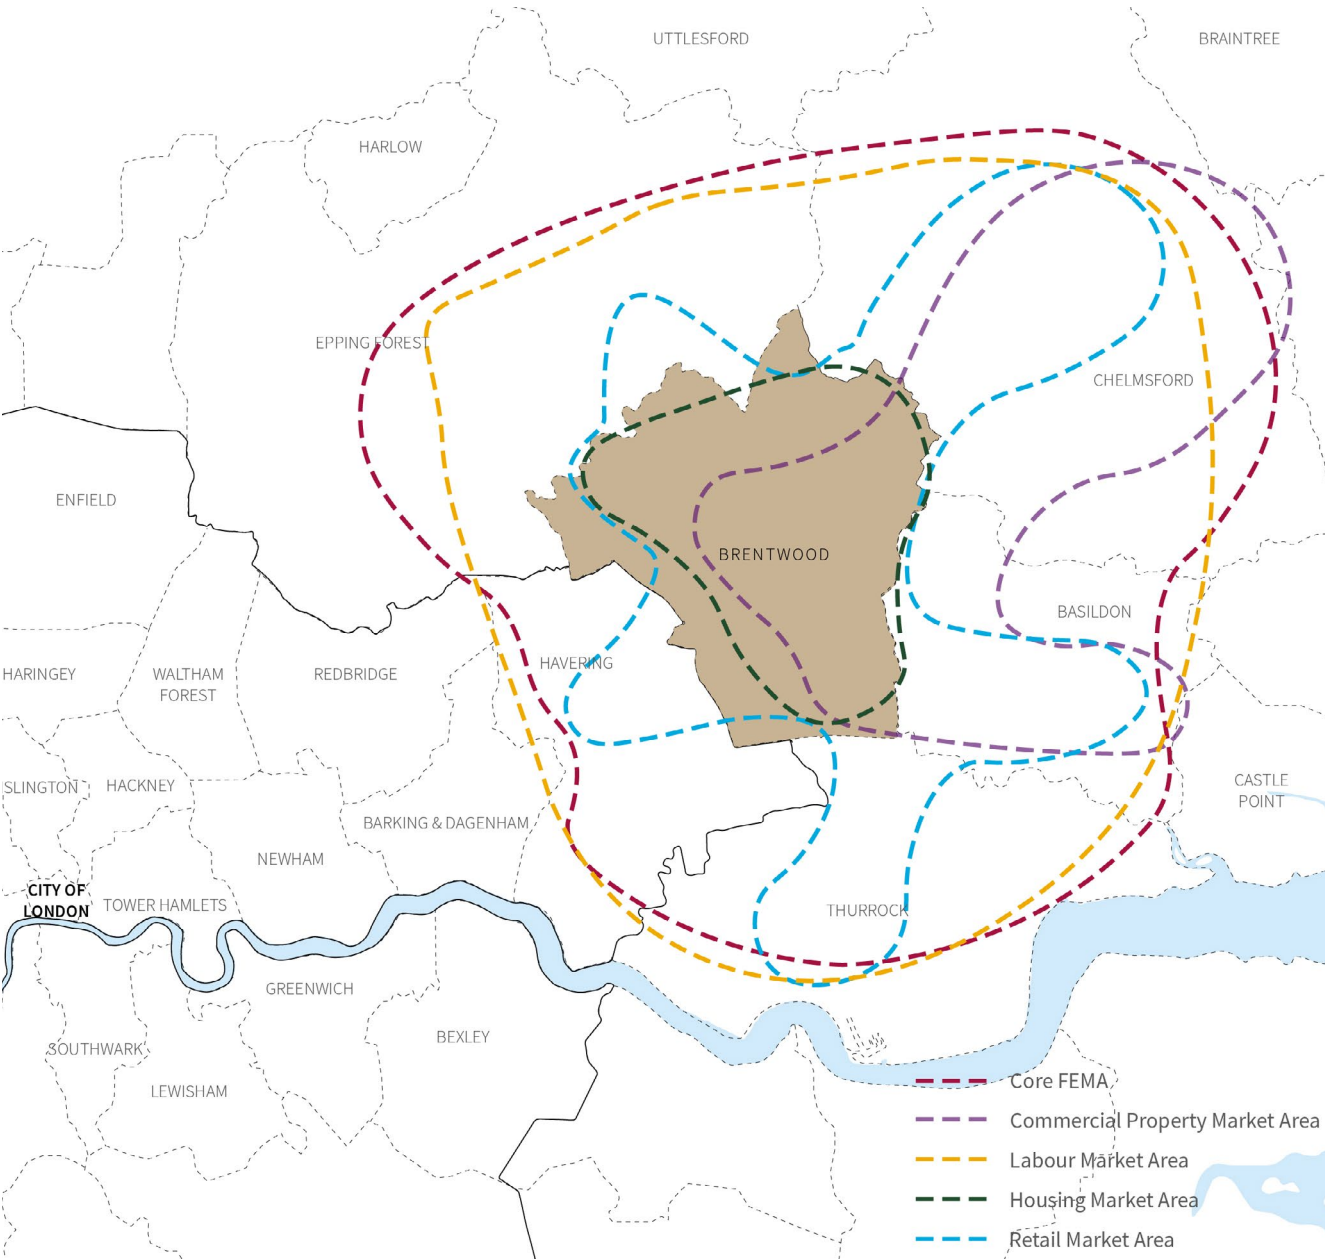 UTTLESFORD
BRAINTREE
HARLOW
EPPING FOREST
CHELMSFORD
ENFIELD
BRENTWOOD
BASILDON
HAVERING
HARINGEY
WALTHAM
FOREST
REDBRIDGE
SLINGTON
HACKNEY
CASTLE
POINT
BARKING & DAGENHAM
NEWHAM
CITY OF
LONDON
TOWER HAMLETS
THURROCK
GREENWICH
BEXLEY
SOUTHWARK
LEWISHAM
Core FEMA
Commercial Property Market Area
Labour Market Area
Housing Market Area
Retail Market Area